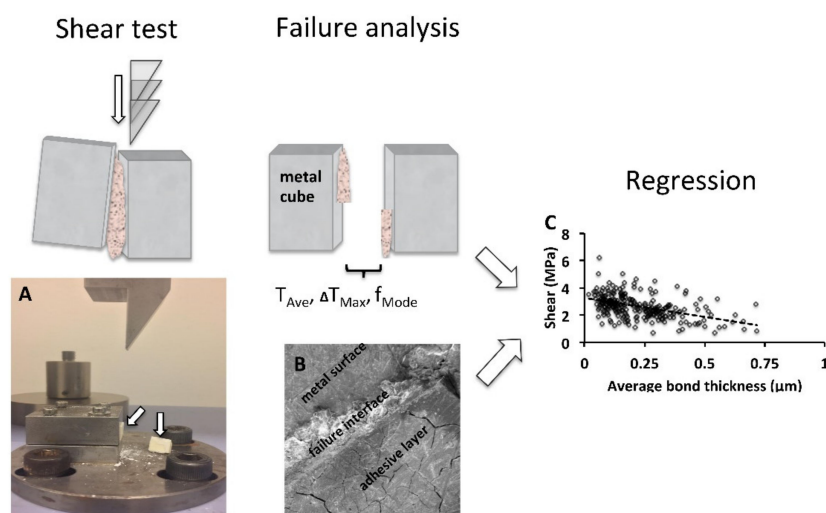 Shear test
Failure analysis
metal
cube
T_Ave, ΔT_Max, f_Mode
A
B
metal surface
failure interface
adhesive layer
Regression
C
Shear (MPa)
8
6
4
2
0
0
0.25
0.5
0.75
1
Average bond thickness (μm)